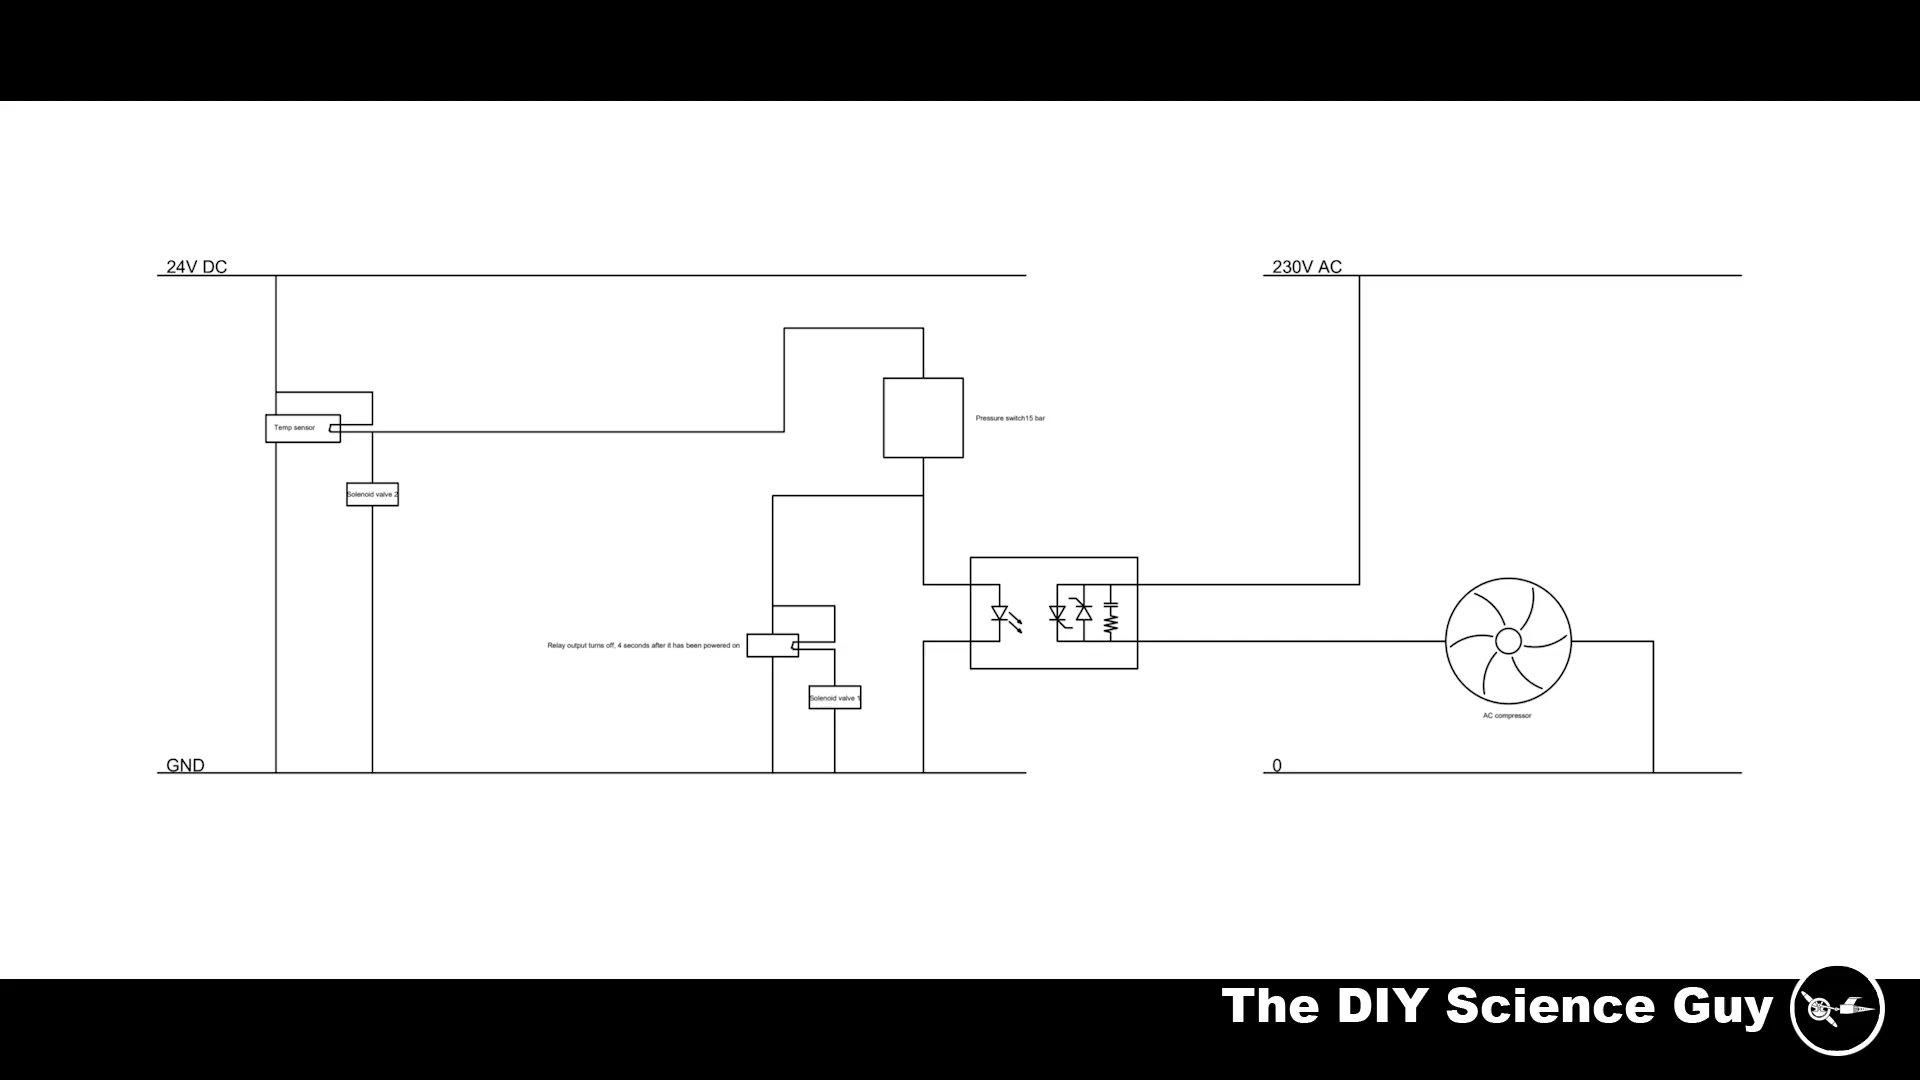 24V DC
230V AC
Pressure switch15 bar
Temp sensor
Solenoid valve 2
Relay output turns off, 4 seconds after it has been powered on
Solenoid valve 1
AC compressor
GND
0
The DIY Science Guy